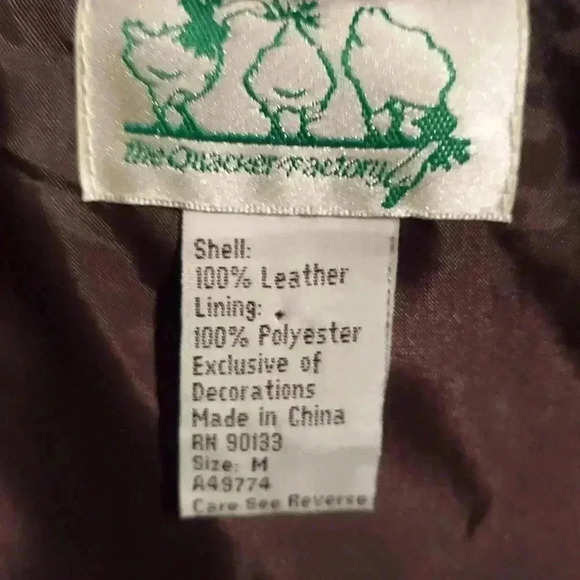 the Quacker Factory
Shell:
100% Leather
Lining:
100% Polyester
Exclusive of
Decorations
Made in China
RN 90133
Size: M
A49774
Care See Reverse